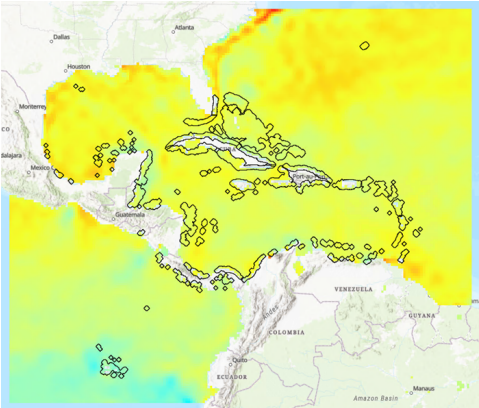 Atlanta
Dallas
Houston
Monterrey
CO
dalajara
Mexico
Port-au-Prin
Guatemala
VENEZUELA
GUYANA
Andes
COLOMBIA
Quito
ECUADOR
Manaus
Amazon Basin